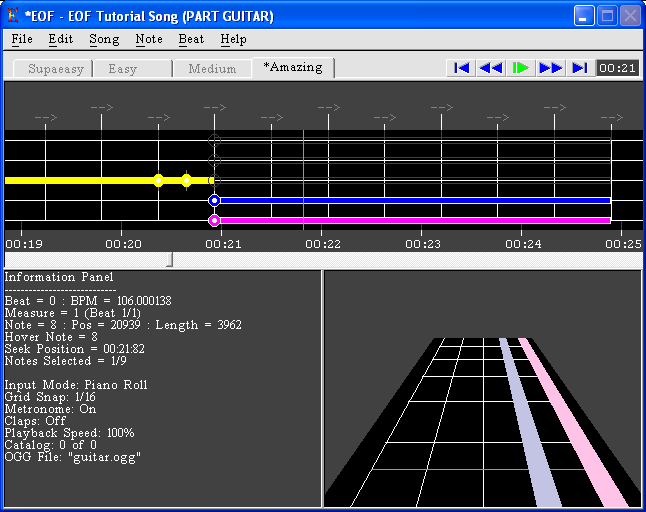 *EOF - EOF Tutorial Song (PART GUITAR)
File Edit Song Note Beat Help
Supaeasy Easy Medium *Amazing 00:21
--> --> --> --> --> --> --> --> --> --> -->
00:19 00:20 00:21 00:22 00:23 00:24 00:25
Information Panel
----------------------------
Beat = 0 : BPM = 106.000138
Measure = 1 (Beat 1/1)
Note = 8 : Pos = 20939 : Length = 3962
Hover Note = 8
Seek Position = 00:21:82
Notes Selected = 1/9
Input Mode: Piano Roll
Grid Snap: 1/16
Metronome: On
Claps: Off
Playback Speed: 100%
Catalog: 0 of 0
OGG File: "guitar.ogg"